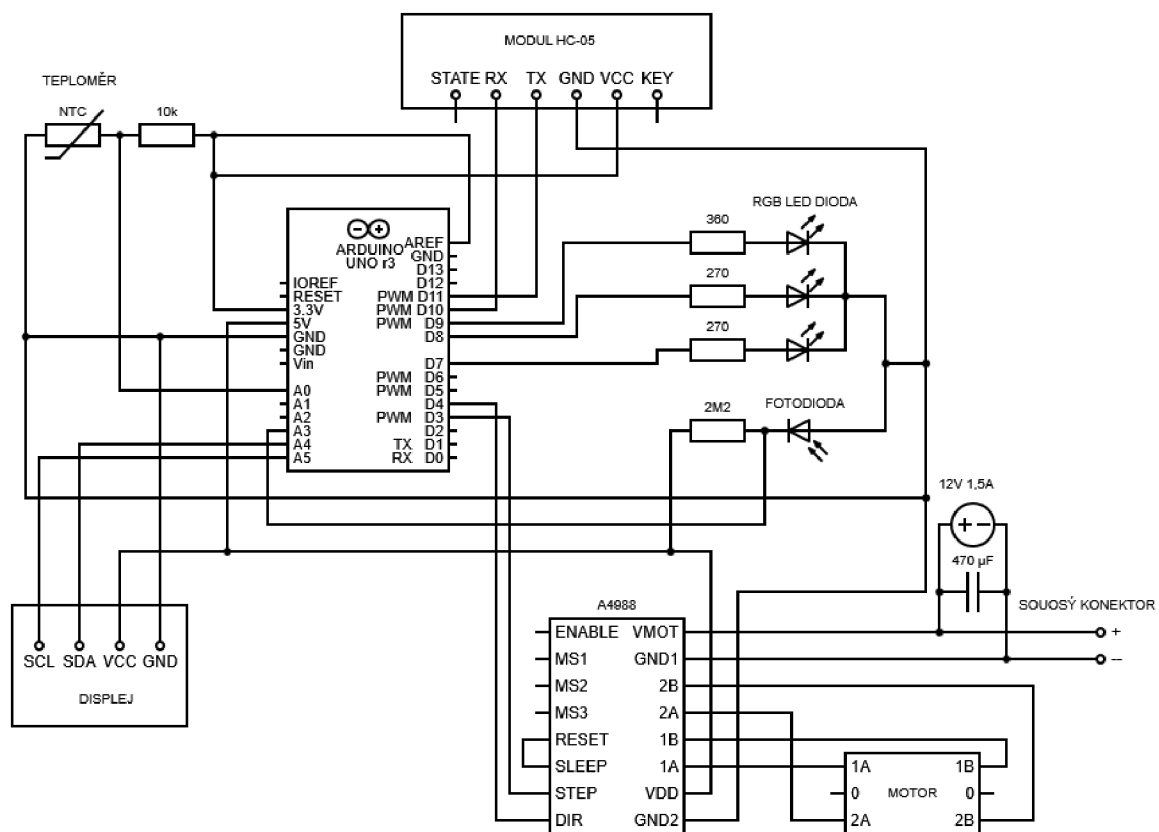 MODUL HC-05
STATE RX TX GND VCC KEY
TEPLOMĚR
NTC
10k
ARDUINO
UNO r3
IOREF
RESET
3.3V
5V
GND
GND
Vin
A0
A1
A2
A3
A4
A5
AREF
GND
D13
D12
PWM D11
PWM D10
PWM D9
D8
D7
PWM D6
PWM D5
D4
PWM D3
D2
TX D1
RX D0
RGB LED DIODA
360
270
270
2M2
FOTODIODA
12V 1,5A
470 µF
SOUOSÝ KONEKTOR
+
--
SCL SDA VCC GND
DISPLEJ
A4988
ENABLE VMOT
MS1 GND1
MS2 2B
MS3 2A
RESET 1B
SLEEP 1A
STEP VDD
DIR GND2
1A 1B
0 MOTOR 0
2A 2B